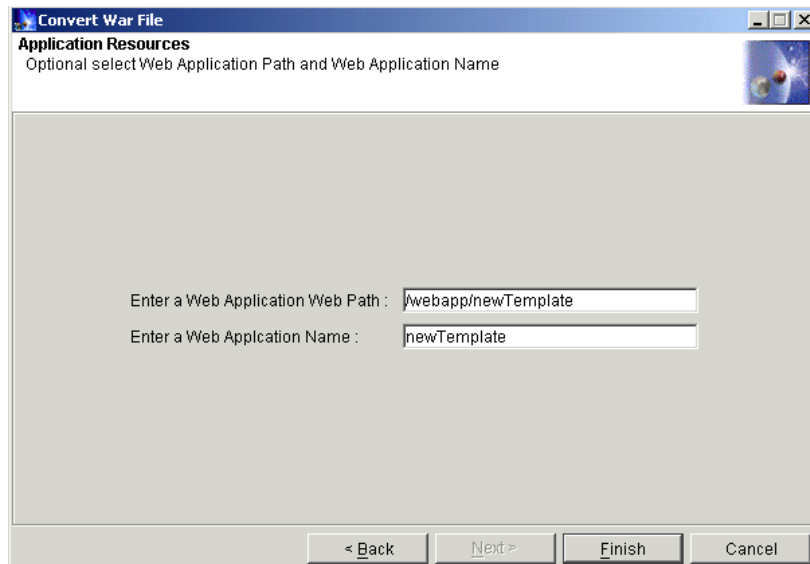 Convert War File
Application Resources
Optional select Web Application Path and Web Application Name
Enter a Web Application Web Path : /webapp/newTemplate
Enter a Web Applcation Name : newTemplate
< Back Next > Finish Cancel